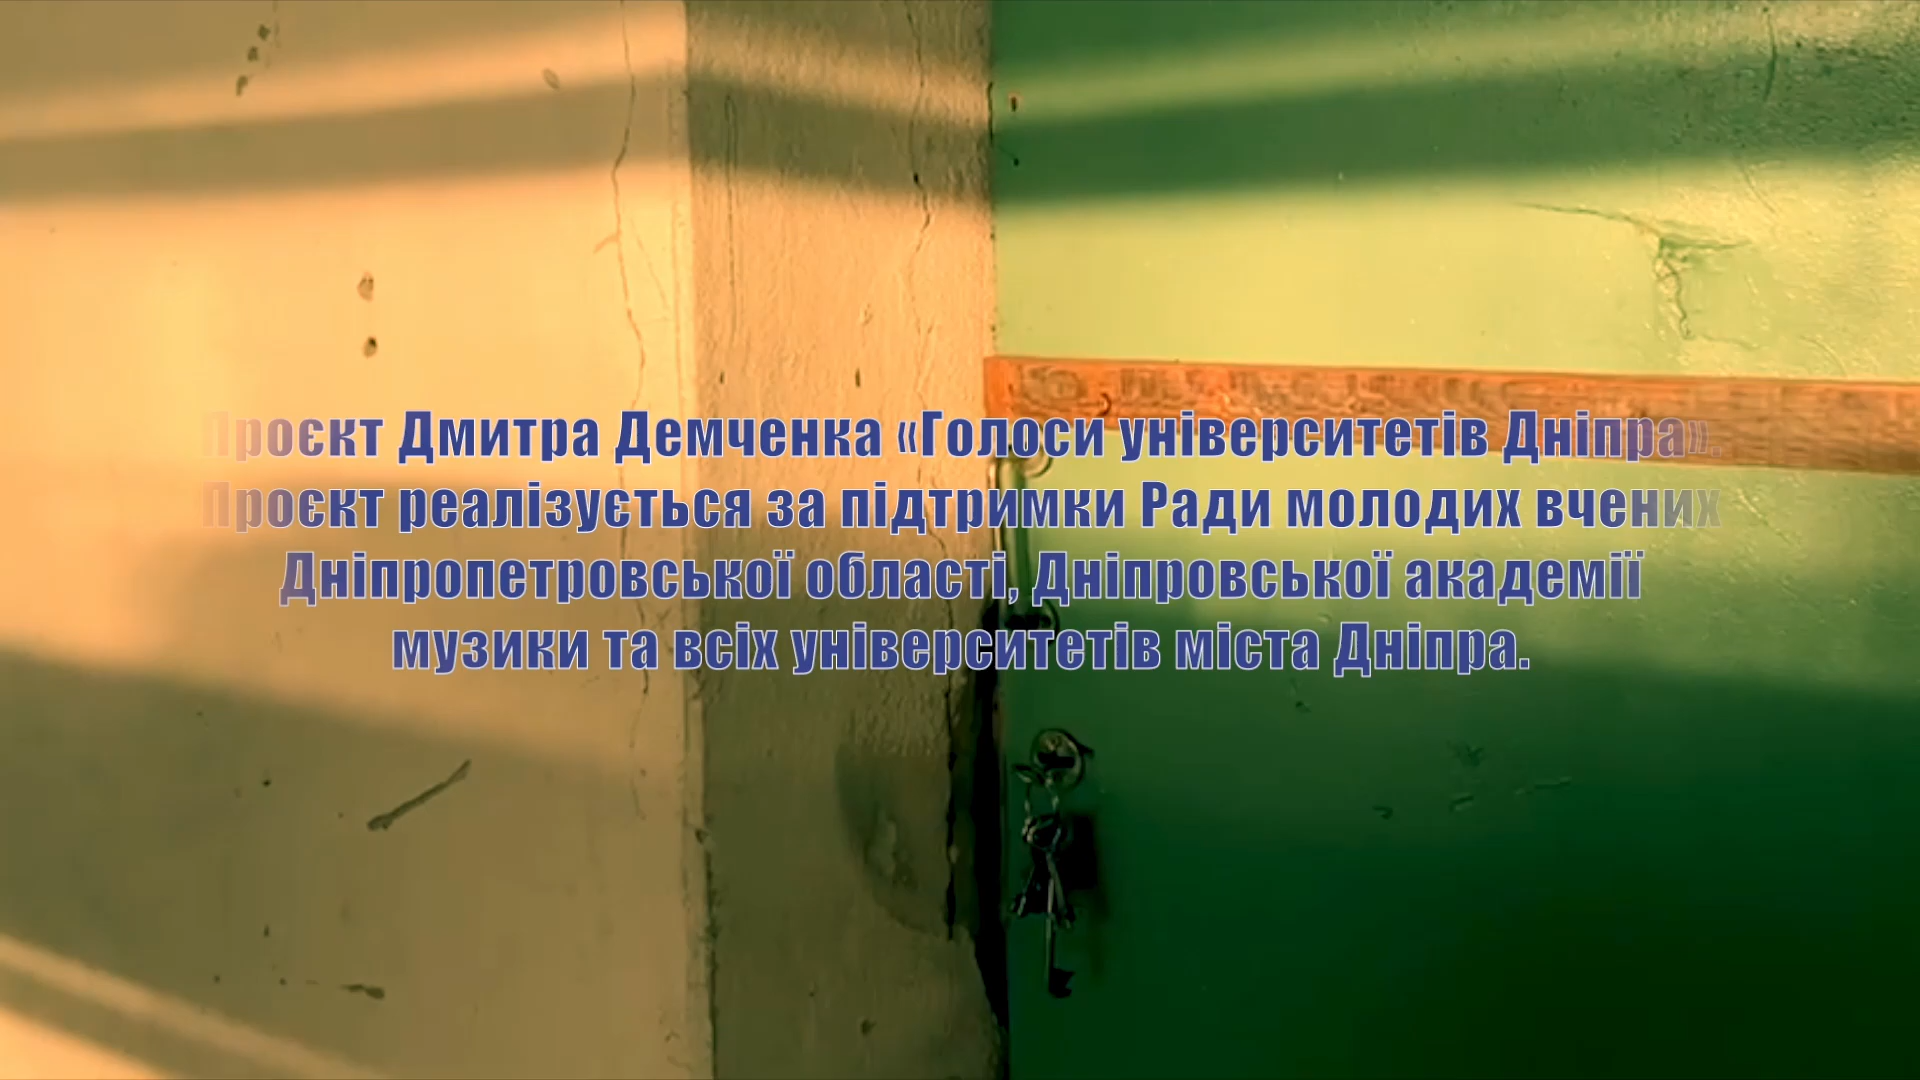 Проєкт Дмитра Демченка «Голоси університетів Дніпра».
Проєкт реалізується за підтримки Ради молодих вчених
Дніпропетровської області, Дніпровської академії
музики та всіх університетів міста Дніпра.